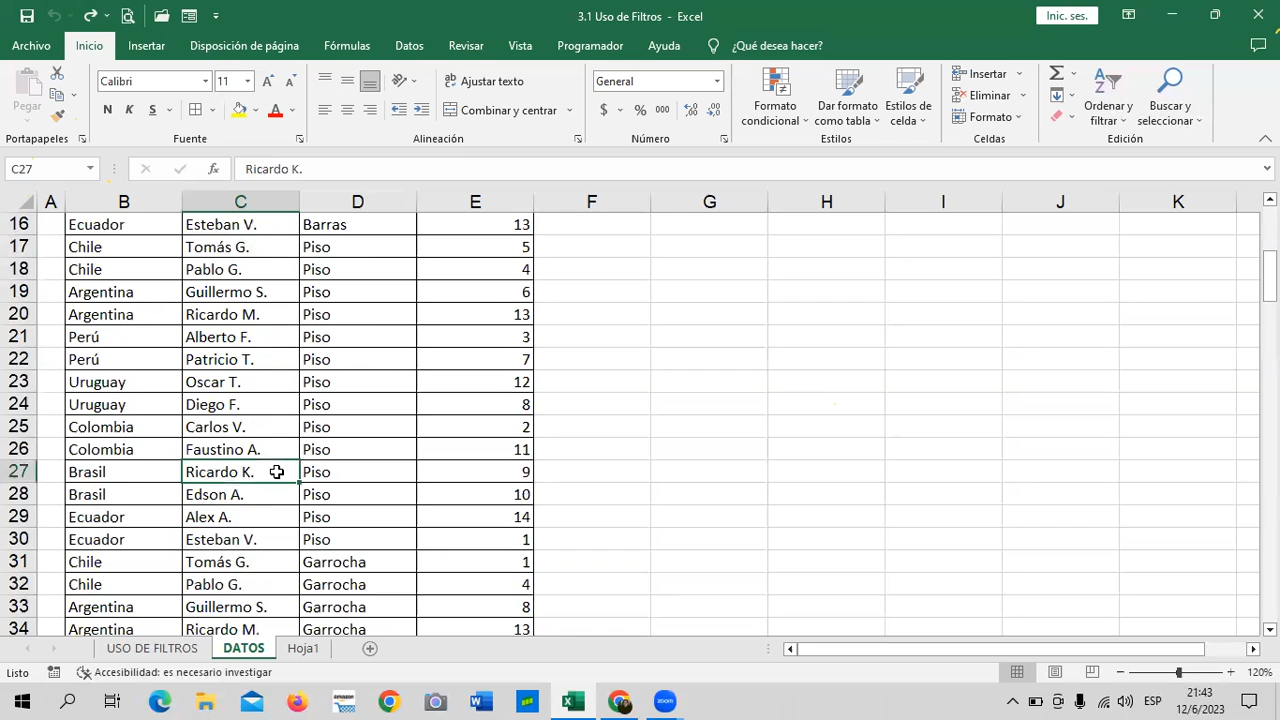 3.1 Uso de Filtros - Excel
Inic. ses.
Archivo Inicio Insertar Disposición de página Fórmulas Datos Revisar Vista Programador Ayuda ¿Qué desea hacer?
Pegar
Calibri 11
N K S
Ajustar texto
Combinar y centrar
General
$ % 000
Formato condicional
Dar formato como tabla
Estilos de celda
Insertar
Eliminar
Formato
Ordenar y filtrar
Buscar y seleccionar
Portapapeles Fuente Alineación Número Estilos Celdas Edición
C27 fx Ricardo K.
A B C D E F G H I J K
16 Ecuador Esteban V. Barras 13
17 Chile Tomás G. Piso 5
18 Chile Pablo G. Piso 4
19 Argentina Guillermo S. Piso 6
20 Argentina Ricardo M. Piso 13
21 Perú Alberto F. Piso 3
22 Perú Patricio T. Piso 7
23 Uruguay Oscar T. Piso 12
24 Uruguay Diego F. Piso 8
25 Colombia Carlos V. Piso 2
26 Colombia Faustino A. Piso 11
27 Brasil Ricardo K. Piso 9
28 Brasil Edson A. Piso 10
29 Ecuador Alex A. Piso 14
30 Ecuador Esteban V. Piso 1
31 Chile Tomás G. Garrocha 1
32 Chile Pablo G. Garrocha 4
33 Argentina Guillermo S. Garrocha 8
34 Argentina Ricardo M. Garrocha 13
USO DE FILTROS DATOS Hoja1
Listo Accesibilidad: es necesario investigar 120%
zoom
ESP
21:43
12/6/2023